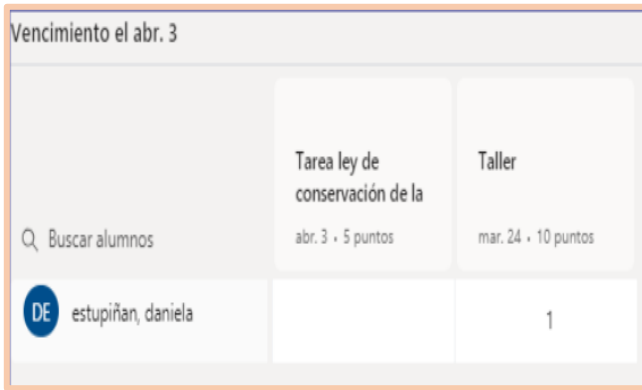 Vencimiento el abr. 3
Tarea ley de
conservación de la
abr. 3 • 5 puntos
Taller
mar. 24 • 10 puntos
Buscar alumnos
DE
estupiñan, daniela
1